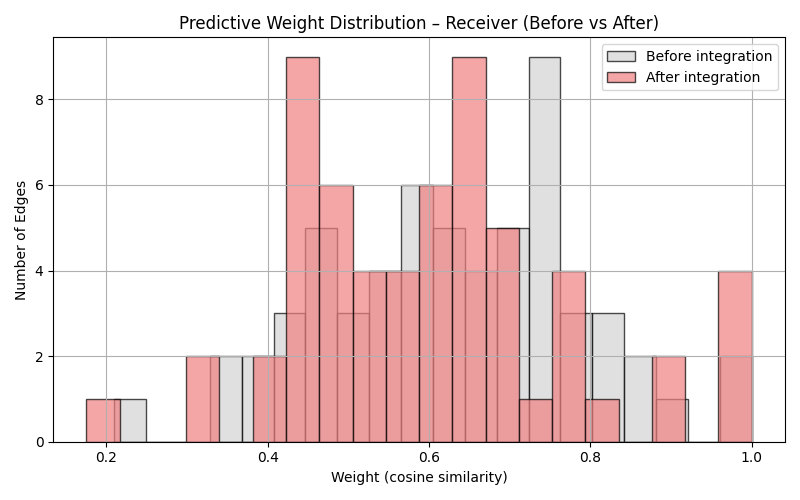 Predictive Weight Distribution – Receiver (Before vs After)
Before integration
After integration
Number of Edges
8
6
4
2
0
0.2 0.4 0.6 0.8 1.0
Weight (cosine similarity)